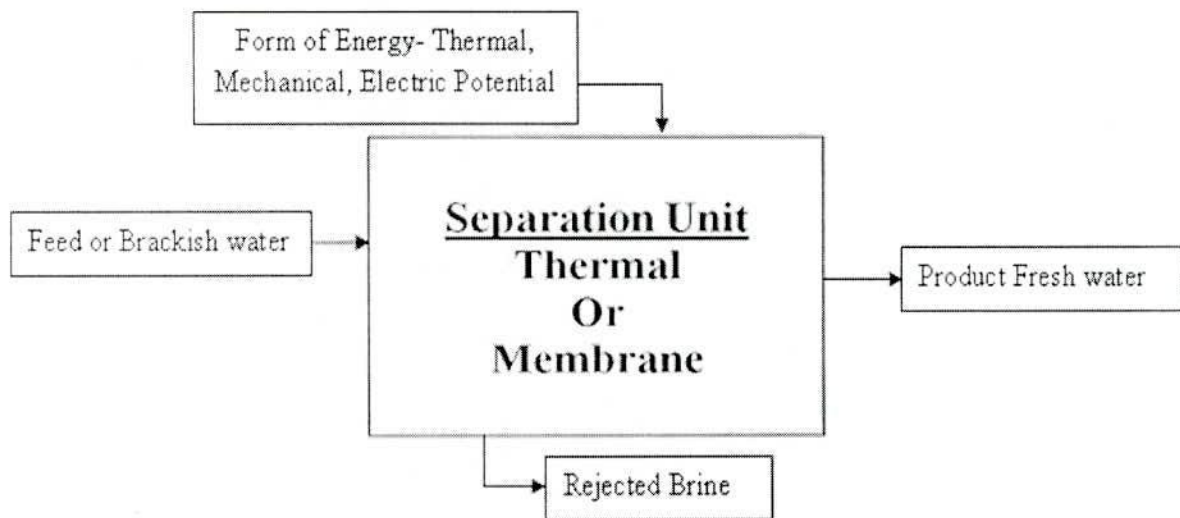 Form of Energy- Thermal,
Mechanical, Electric Potential
Feed or Brackish water
Separation Unit
Thermal
Or
Membrane
Product Fresh water
Rejected Brine